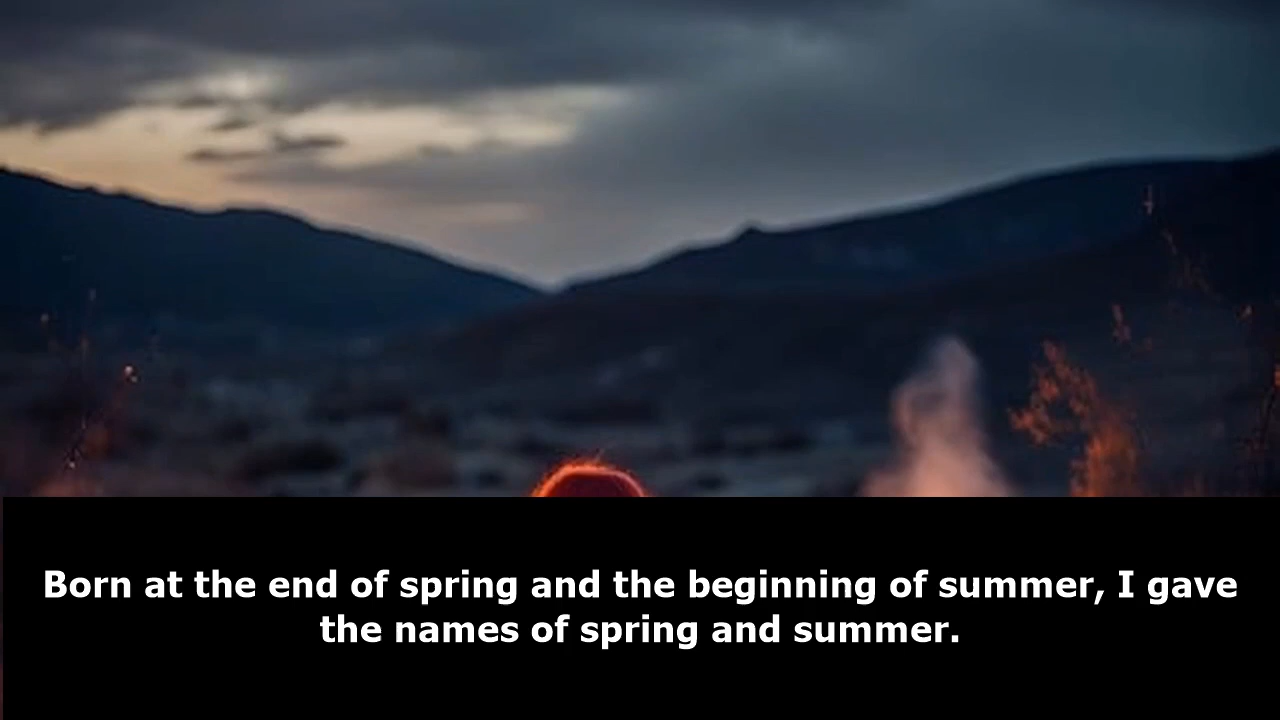 Born at the end of spring and the beginning of summer, I gave
the names of spring and summer.